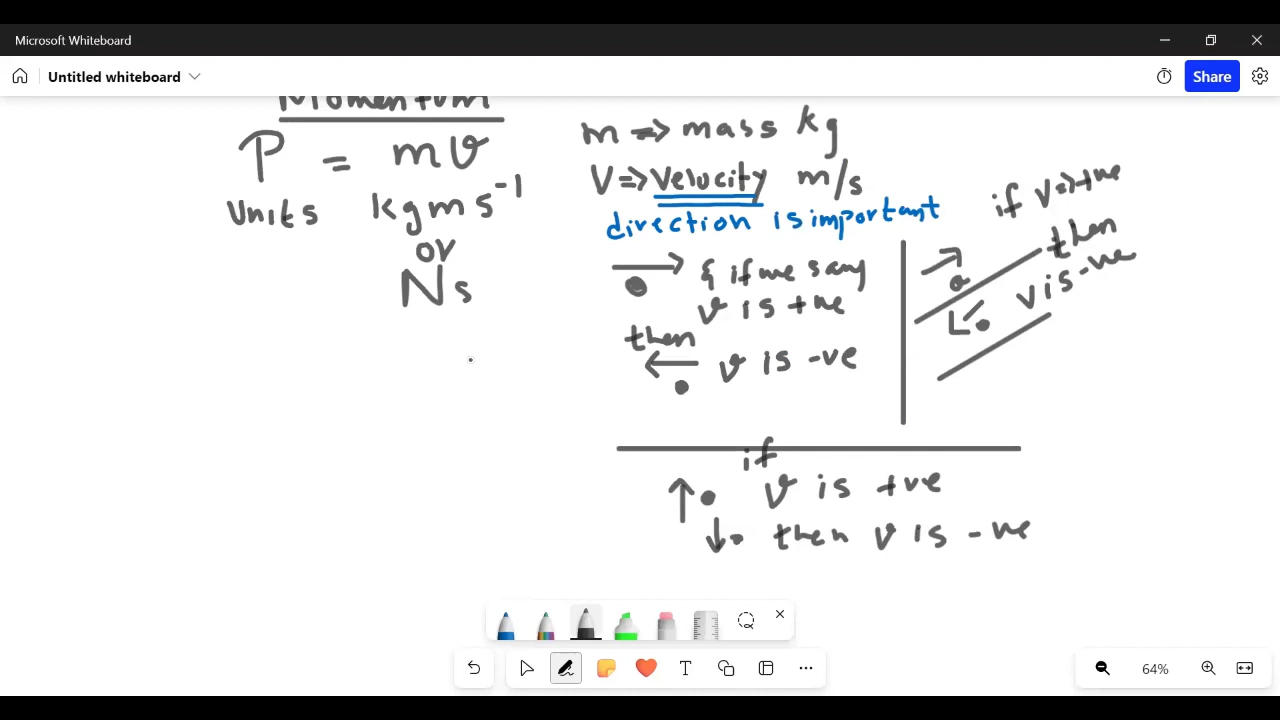 Microsoft Whiteboard
Untitled whiteboard
Share
Momentum
P = mv
Units kgms⁻¹
or
Ns
m => mass kg
V => Velocity m/s
direction is important
& if we say
v is +ve
then
v is -ve
if V => +ve
then
V is -ve
if
v is +ve
then v is -ve
T
64%